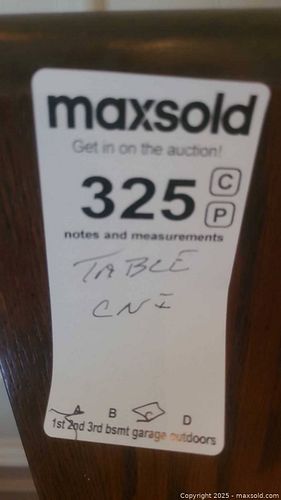 maxsold
Get in on the auction!
325 C
P
notes and measurements
TABLE
CNI
A B C D
1st 2nd 3rd bsmt garage outdoors
Copyright 2025 - maxsold.com